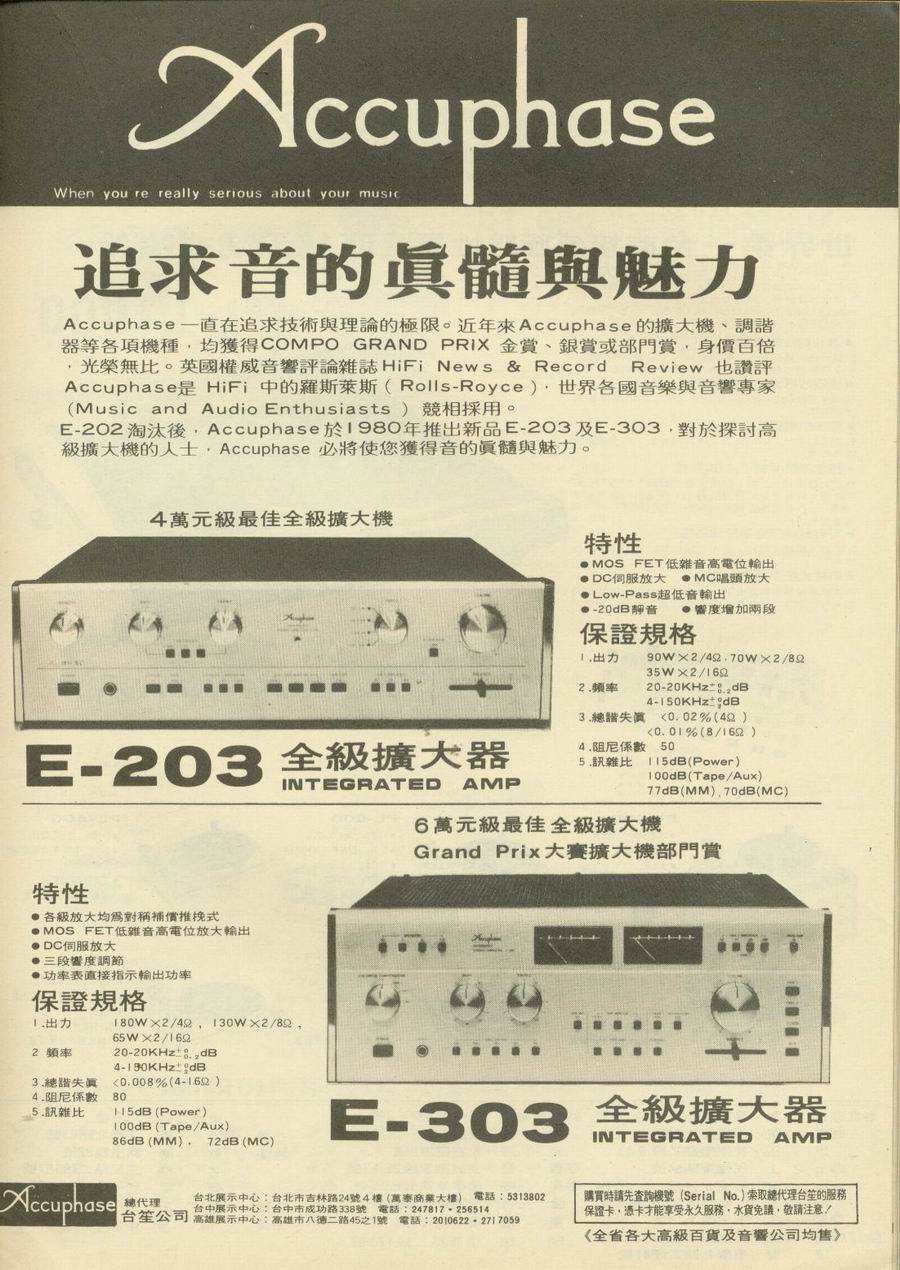 Accuphase
When you re really serious about your music
追求音的眞髓與魅力
Accuphase一直在追求技術與理論的極限。近年來Accuphase的擴大機、調諧
器等各項機種，均獲得COMPO GRAND PRIX 金賞、銀賞或部門賞，身價百倍
，光榮無比。英國權威音響評論雜誌HiFi News & Record Review 也讚評
Accuphase是 HiFi 中的羅斯萊斯（Rolls-Royce），世界各國音樂與音響專家
（Music and Audio Enthusiasts ）競相採用。
E-202淘汰後，Accuphase於1980年推出新品E-203及E-303，對於探討高
級擴大機的人士，Accuphase 必將使您獲得音的眞髓與魅力。
4萬元級最佳全級擴大機
特性
●MOS FET低雜音高電位輸出
●DC伺服放大 ●MC唱頭放大
●Low-Pass超低音輸出
●-20dB靜音 ●響度增加兩段
保證規格
1.出力 90W×2/4Ω，70W×2/8Ω
35W×2/16Ω
2.頻率 20-20KHz±⁰₀.₂dB
4-150KHz±⁰₃dB
3.總諧失眞 <0.02%(4Ω )
<0.01%(8/16Ω )
4.阻尼係數 50
5.訊雜比 115dB(Power)
100dB(Tape/Aux)
77dB(MM)，70dB(MC)
E-203 全級擴大器
INTEGRATED AMP
6萬元級最佳全級擴大機
Grand Prix大賽擴大機部門賞
特性
●各級放大均爲對稱補償推挽式
●MOS FET低雜音高電位放大輸出
●DC伺服放大
●三段響度調節
●功率表直接指示輸出功率
保證規格
1.出力 180W×2/4Ω，130W×2/8Ω，
65W×2/16Ω
2 頻率 20-20KHz±⁰₀.₂dB
4-150KHz±⁰₃dB
3.總諧失眞 <0.008%(4-16Ω )
4.阻尼係數 80
5.訊雜比 115dB (Power)
100dB (Tape/Aux)
86dB (MM)， 72dB (MC)
Accuphase
E-303 全級擴大器
INTEGRATED AMP
Accuphase 總代理
台笙公司
台北展示中心：台北市吉林路24號4樓（萬泰商業大樓） 電話：5313802
台中展示中心：台中市成功路338號 電話：247817・256514
高雄展示中心：高雄市八德二路45之1號 電話：2010622・2717059
購買時請先查詢機號（Serial No.）索取總代理台笙的服務
保證卡，憑卡才能享受永久服務，水貨免議，敬請注意！
《全省各大高級百貨及音響公司均售》